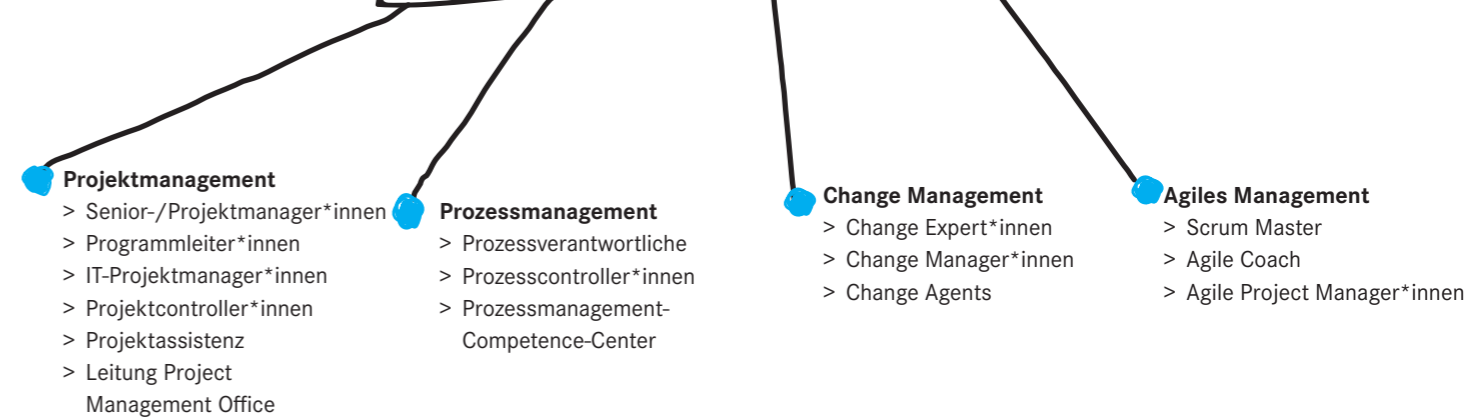 Projektmanagement
> Senior-/Projektmanager*innen
> Programmleiter*innen
> IT-Projektmanager*innen
> Projektcontroller*innen
> Projektassistenz
> Leitung Project
Management Office
Prozessmanagement
> Prozessverantwortliche
> Prozesscontroller*innen
> Prozessmanagement-
Competence-Center
Change Management
> Change Expert*innen
> Change Manager*innen
> Change Agents
Agiles Management
> Scrum Master
> Agile Coach
> Agile Project Manager*innen